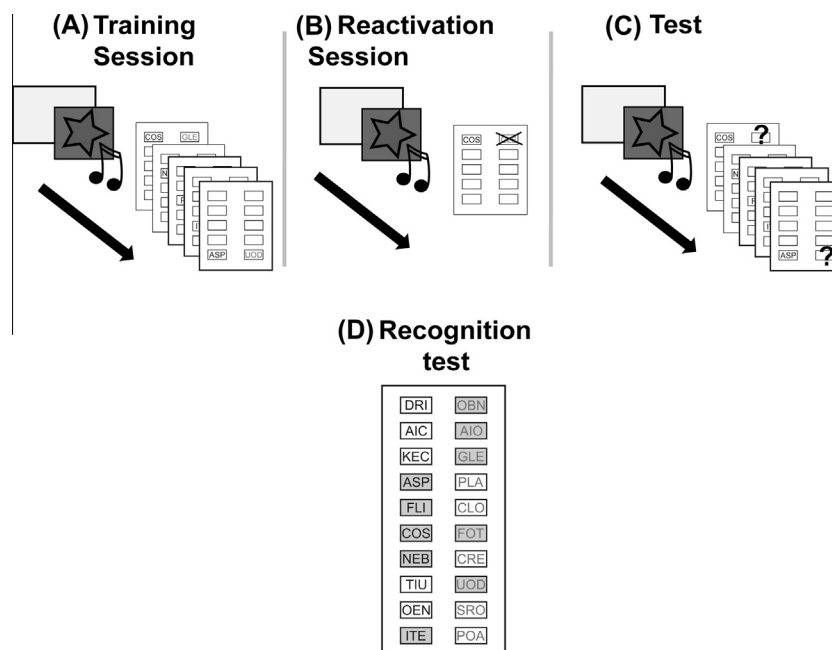 (A) Training
Session
(B) Reactivation
Session
(C) Test
COS GLE
N
F
I
ASP UOD
COS
COS ?
N
F
I
ASP ?
(D) Recognition
test
DRI OBN
AIC AIO
KEC GLE
ASP PLA
FLI CLO
COS FOT
NEB CRE
TIU UOD
OEN SRO
ITE POA